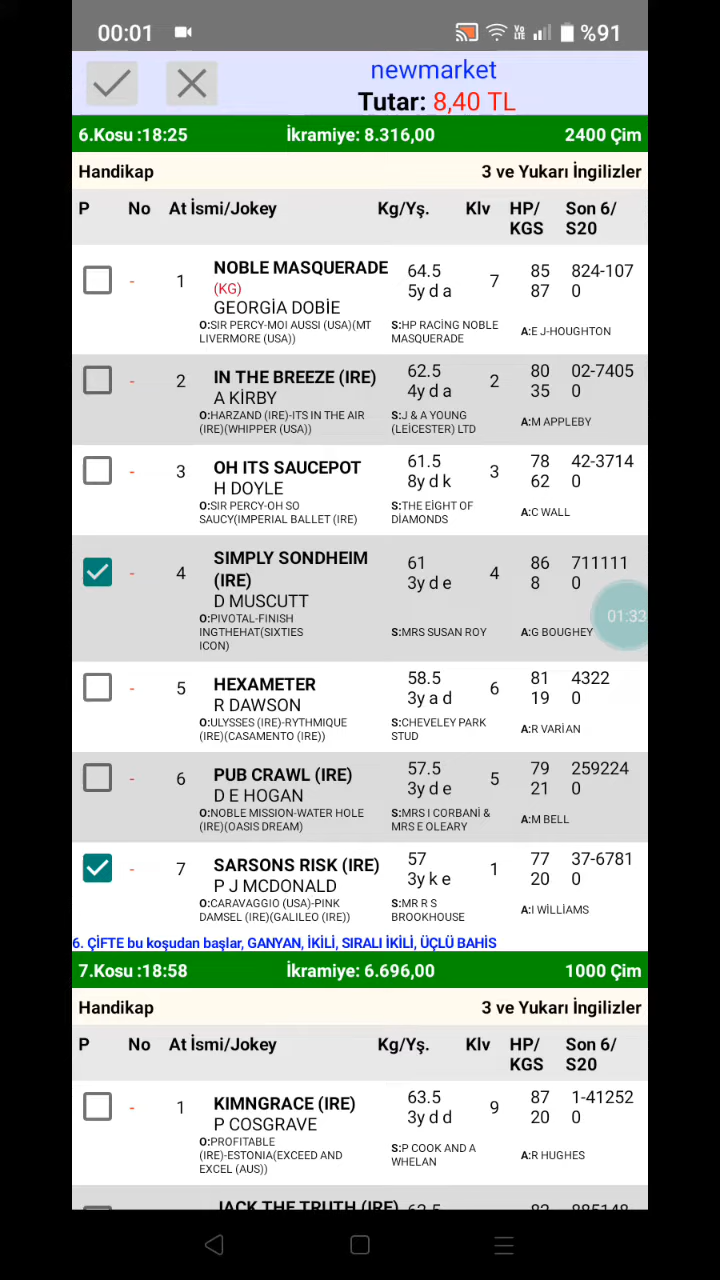 00:01 Vo LTE %91
newmarket
Tutar: 8,40 TL
6.Kosu :18:25 İkramiye: 8.316,00 2400 Çim
Handikap 3 ve Yukarı İngilizler
P No At İsmi/Jokey Kg/Yş. Klv HP/ Son 6/
KGS S20
NOBLE MASQUERADE 64.5 85 824-107
- 1 (KG) 5y d a 7 87 0
GEORGİA DOBİE
O:SIR PERCY-MOI AUSSI (USA)(MT S:HP RACİNG NOBLE A:E J-HOUGHTON
LIVERMORE (USA)) MASQUERADE
- 2 IN THE BREEZE (IRE) 62.5 2 80 02-7405
A KİRBY 4y d a 35 0
O:HARZAND (IRE)-ITS IN THE AIR S:J & A YOUNG A:M APPLEBY
(IRE)(WHIPPER (USA)) (LEİCESTER) LTD
- 3 OH ITS SAUCEPOT 61.5 3 78 42-3714
H DOYLE 8y d k 62 0
O:SIR PERCY-OH SO S:THE EİGHT OF A:C WALL
SAUCY(IMPERIAL BALLET (IRE) DİAMONDS
SIMPLY SONDHEIM 61 86 711111
- 4 (IRE) 3y d e 4 8 0
D MUSCUTT 01:33
O:PIVOTAL-FINISH
INGTHEHAT(SIXTIES S:MRS SUSAN ROY A:G BOUGHEY
ICON)
- 5 HEXAMETER 58.5 6 81 4322
R DAWSON 3y a d 19 0
O:ULYSSES (IRE)-RYTHMIQUE S:CHEVELEY PARK A:R VARİAN
(IRE)(CASAMENTO (IRE)) STUD
- 6 PUB CRAWL (IRE) 57.5 5 79 259224
D E HOGAN 3y d e 21 0
O:NOBLE MISSION-WATER HOLE S:MRS I CORBANİ & A:M BELL
(IRE)(OASIS DREAM) MRS E OLEARY
- 7 SARSONS RISK (IRE) 57 1 77 37-6781
P J MCDONALD 3y k e 20 0
O:CARAVAGGIO (USA)-PINK S:MR R S A:I WİLLİAMS
DAMSEL (IRE)(GALILEO (IRE)) BROOKHOUSE
6. ÇİFTE bu koşudan başlar, GANYAN, İKİLİ, SIRALI İKİLİ, ÜÇLÜ BAHİS
7.Kosu :18:58 İkramiye: 6.696,00 1000 Çim
Handikap 3 ve Yukarı İngilizler
P No At İsmi/Jokey Kg/Yş. Klv HP/ Son 6/
KGS S20
- 1 KIMNGRACE (IRE) 63.5 9 87 1-41252
P COSGRAVE 3y d d 20 0
O:PROFITABLE
(IRE)-ESTONIA(EXCEED AND S:P COOK AND A A:R HUGHES
EXCEL (AUS)) WHELAN
JACK THE TRUTH (IRE)